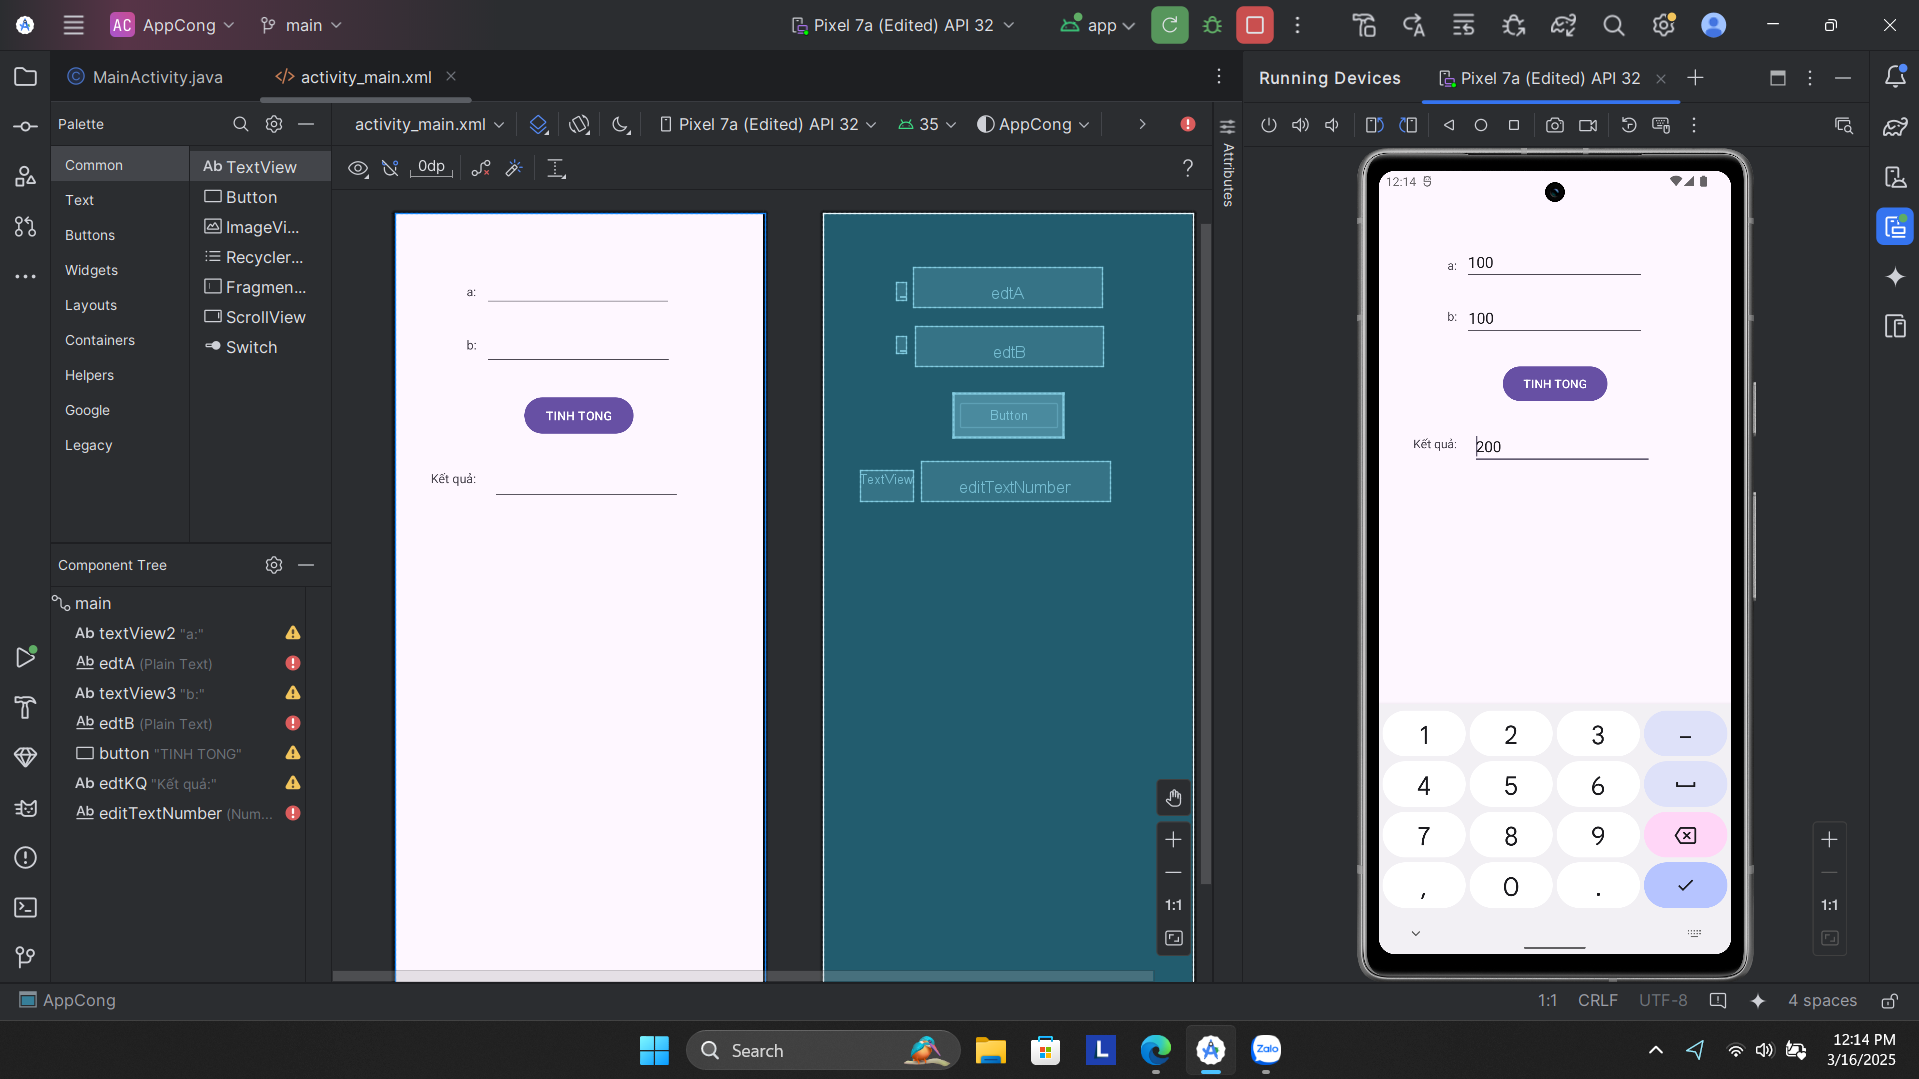 AC AppCong
main
Pixel 7a (Edited) API 32
app
MainActivity.java
activity_main.xml
Running Devices
Pixel 7a (Edited) API 32
Palette
activity_main.xml
Pixel 7a (Edited) API 32
35
AppCong
0dp
Attributes
Common
Text
Buttons
Widgets
Layouts
Containers
Helpers
Google
Legacy
Ab TextView
Button
ImageVi...
Recycler...
Fragmen...
ScrollView
Switch
a:
b:
TINH TONG
Kết quả:
edtA
edtB
Button
TextView
editTextNumber
1:1
12:14
a: 100
b: 100
TINH TONG
Kết quả: 200
1 2 3 -
4 5 6
7 8 9
, 0 .
1:1
Component Tree
main
Ab textView2 "a:"
Ab edtA (Plain Text)
Ab textView3 "b:"
Ab edtB (Plain Text)
button "TINH TONG"
Ab edtKQ "Kết quả:"
Ab editTextNumber (Num...
AppCong
1:1 CRLF UTF-8 4 spaces
Search
L
Zalo
12:14 PM
3/16/2025